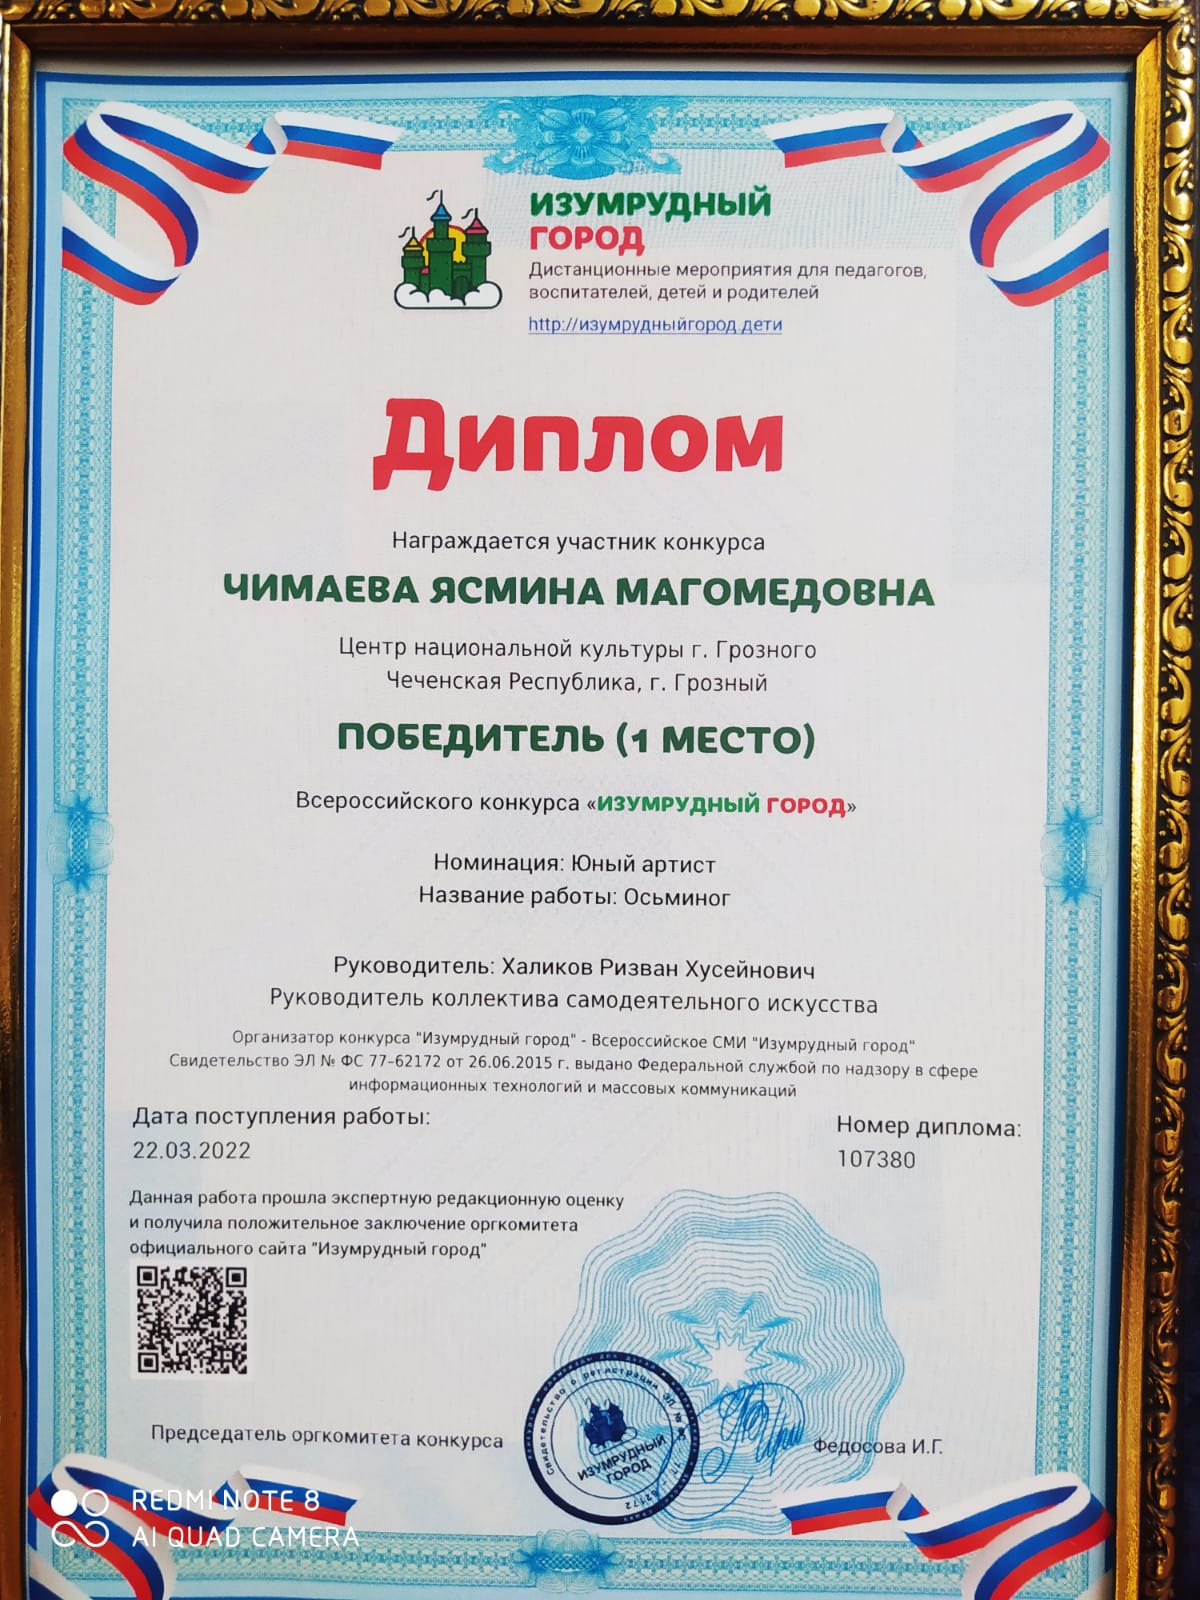 ИЗУМРУДНЫЙ
ГОРОД
Дистанционные мероприятия для педагогов,
воспитателей, детей и родителей
http://изумрудныйгород.дети
Диплом
Награждается участник конкурса
ЧИМАЕВА ЯСМИНА МАГОМЕДОВНА
Центр национальной культуры г. Грозного
Чеченская Республика, г. Грозный
ПОБЕДИТЕЛЬ (1 МЕСТО)
Всероссийского конкурса «ИЗУМРУДНЫЙ ГОРОД»
Номинация: Юный артист
Название работы: Осьминог
Руководитель: Халиков Ризван Хусейнович
Руководитель коллектива самодеятельного искусства
Организатор конкурса "Изумрудный город" - Всероссийское СМИ "Изумрудный город"
Свидетельство ЭЛ № ФС 77-62172 от 26.06.2015 г. выдано Федеральной службой по надзору в сфере
информационных технологий и массовых коммуникаций
Дата поступления работы:
22.03.2022
Номер диплома:
107380
Данная работа прошла экспертную редакционную оценку
и получила положительное заключение оргкомитета
официального сайта "Изумрудный город"
Председатель оргкомитета конкурса
Свидетельство о регистрации ЭЛ №
ИЗУМРУДНЫЙ
ГОРОД
Федосова И.Г.
REDMI NOTE 8
AI QUAD CAMERA